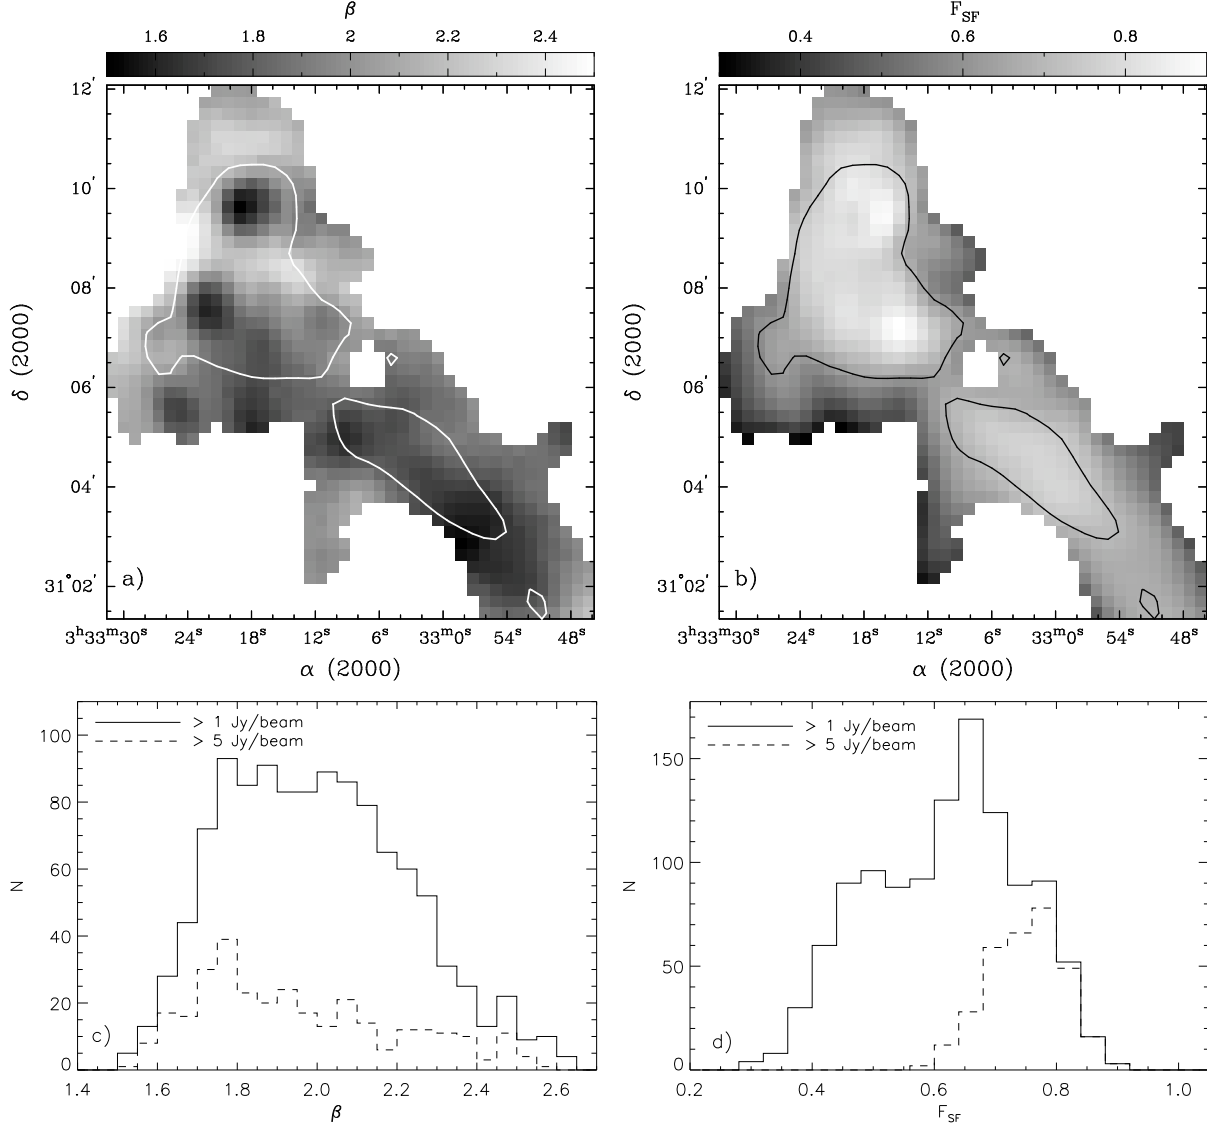 β
1.6 1.8 2 2.2 2.4
12′
10′
08′
06′
04′
31°02′
δ (2000)
a)
3ʰ33ᵐ30ˢ 24ˢ 18ˢ 12ˢ 6ˢ 33ᵐ0ˢ 54ˢ 48ˢ
α (2000)
F_SF
0.4 0.6 0.8
12′
10′
08′
06′
04′
31°02′
δ (2000)
b)
3ʰ33ᵐ30ˢ 24ˢ 18ˢ 12ˢ 6ˢ 33ᵐ0ˢ 54ˢ 48ˢ
α (2000)
> 1 Jy/beam
> 5 Jy/beam
100
80
60
40
20
0
N
c)
1.4 1.6 1.8 2.0 2.2 2.4 2.6
β
> 1 Jy/beam
> 5 Jy/beam
150
100
50
0
N
d)
0.2 0.4 0.6 0.8 1.0
F_SF